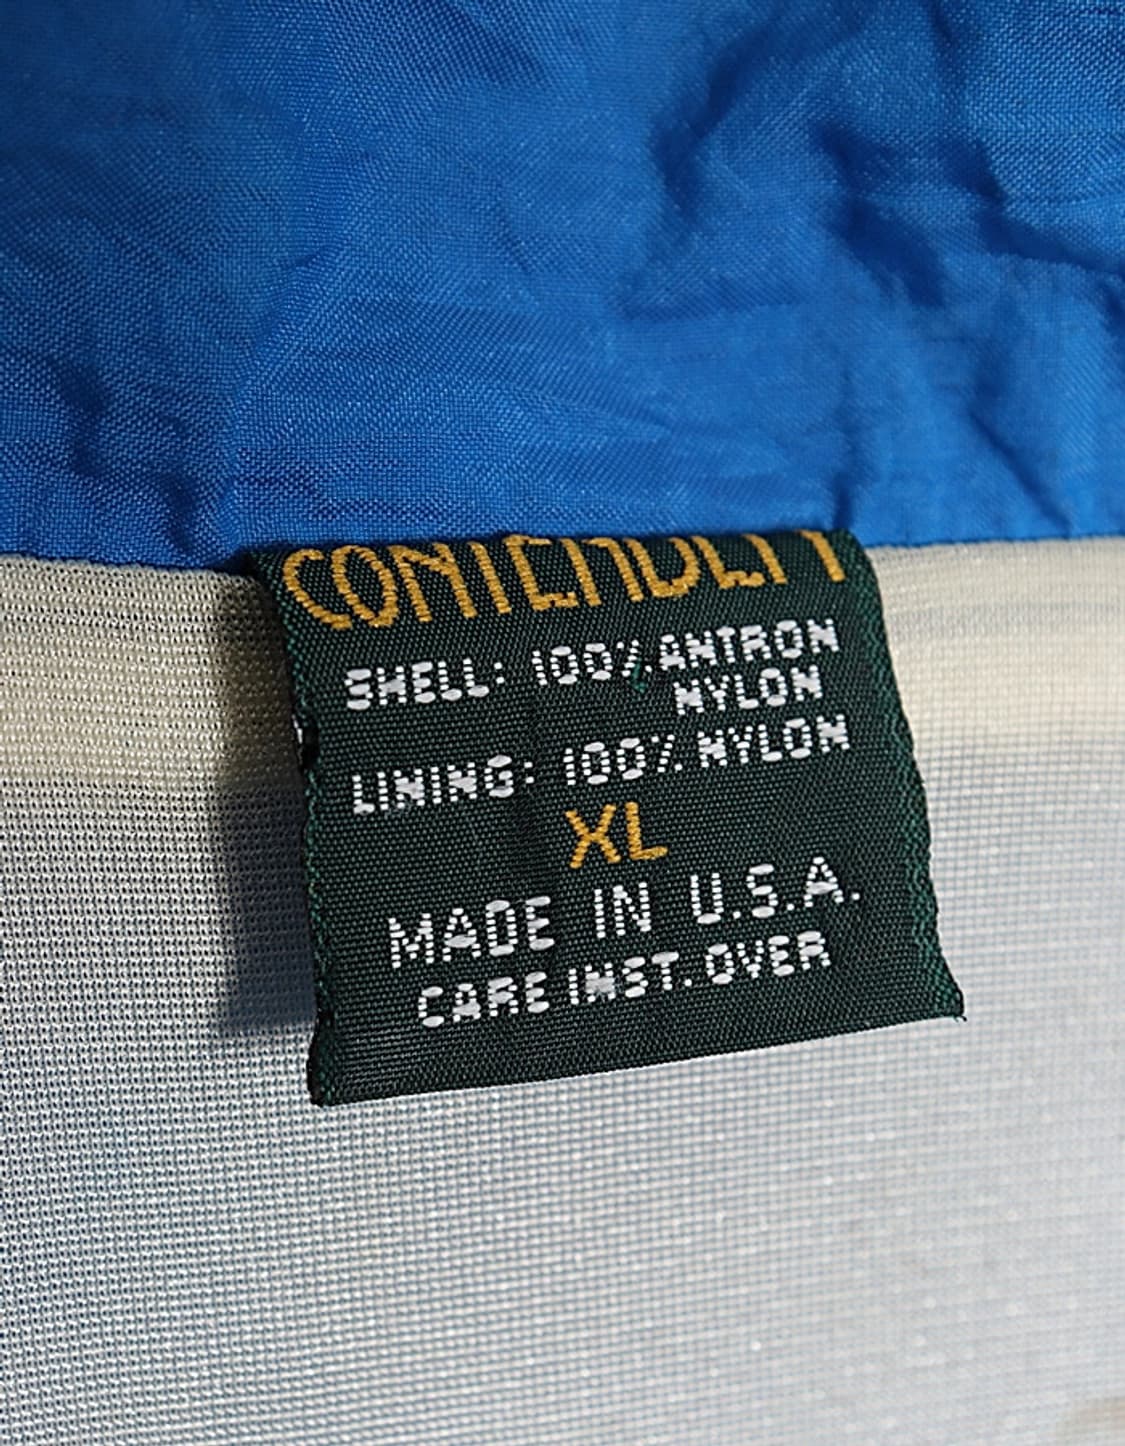 SHELL: 100% ANTRON
NYLON
LINING: 100% NYLON
XL
MADE IN U.S.A.
CARE INST. OVER